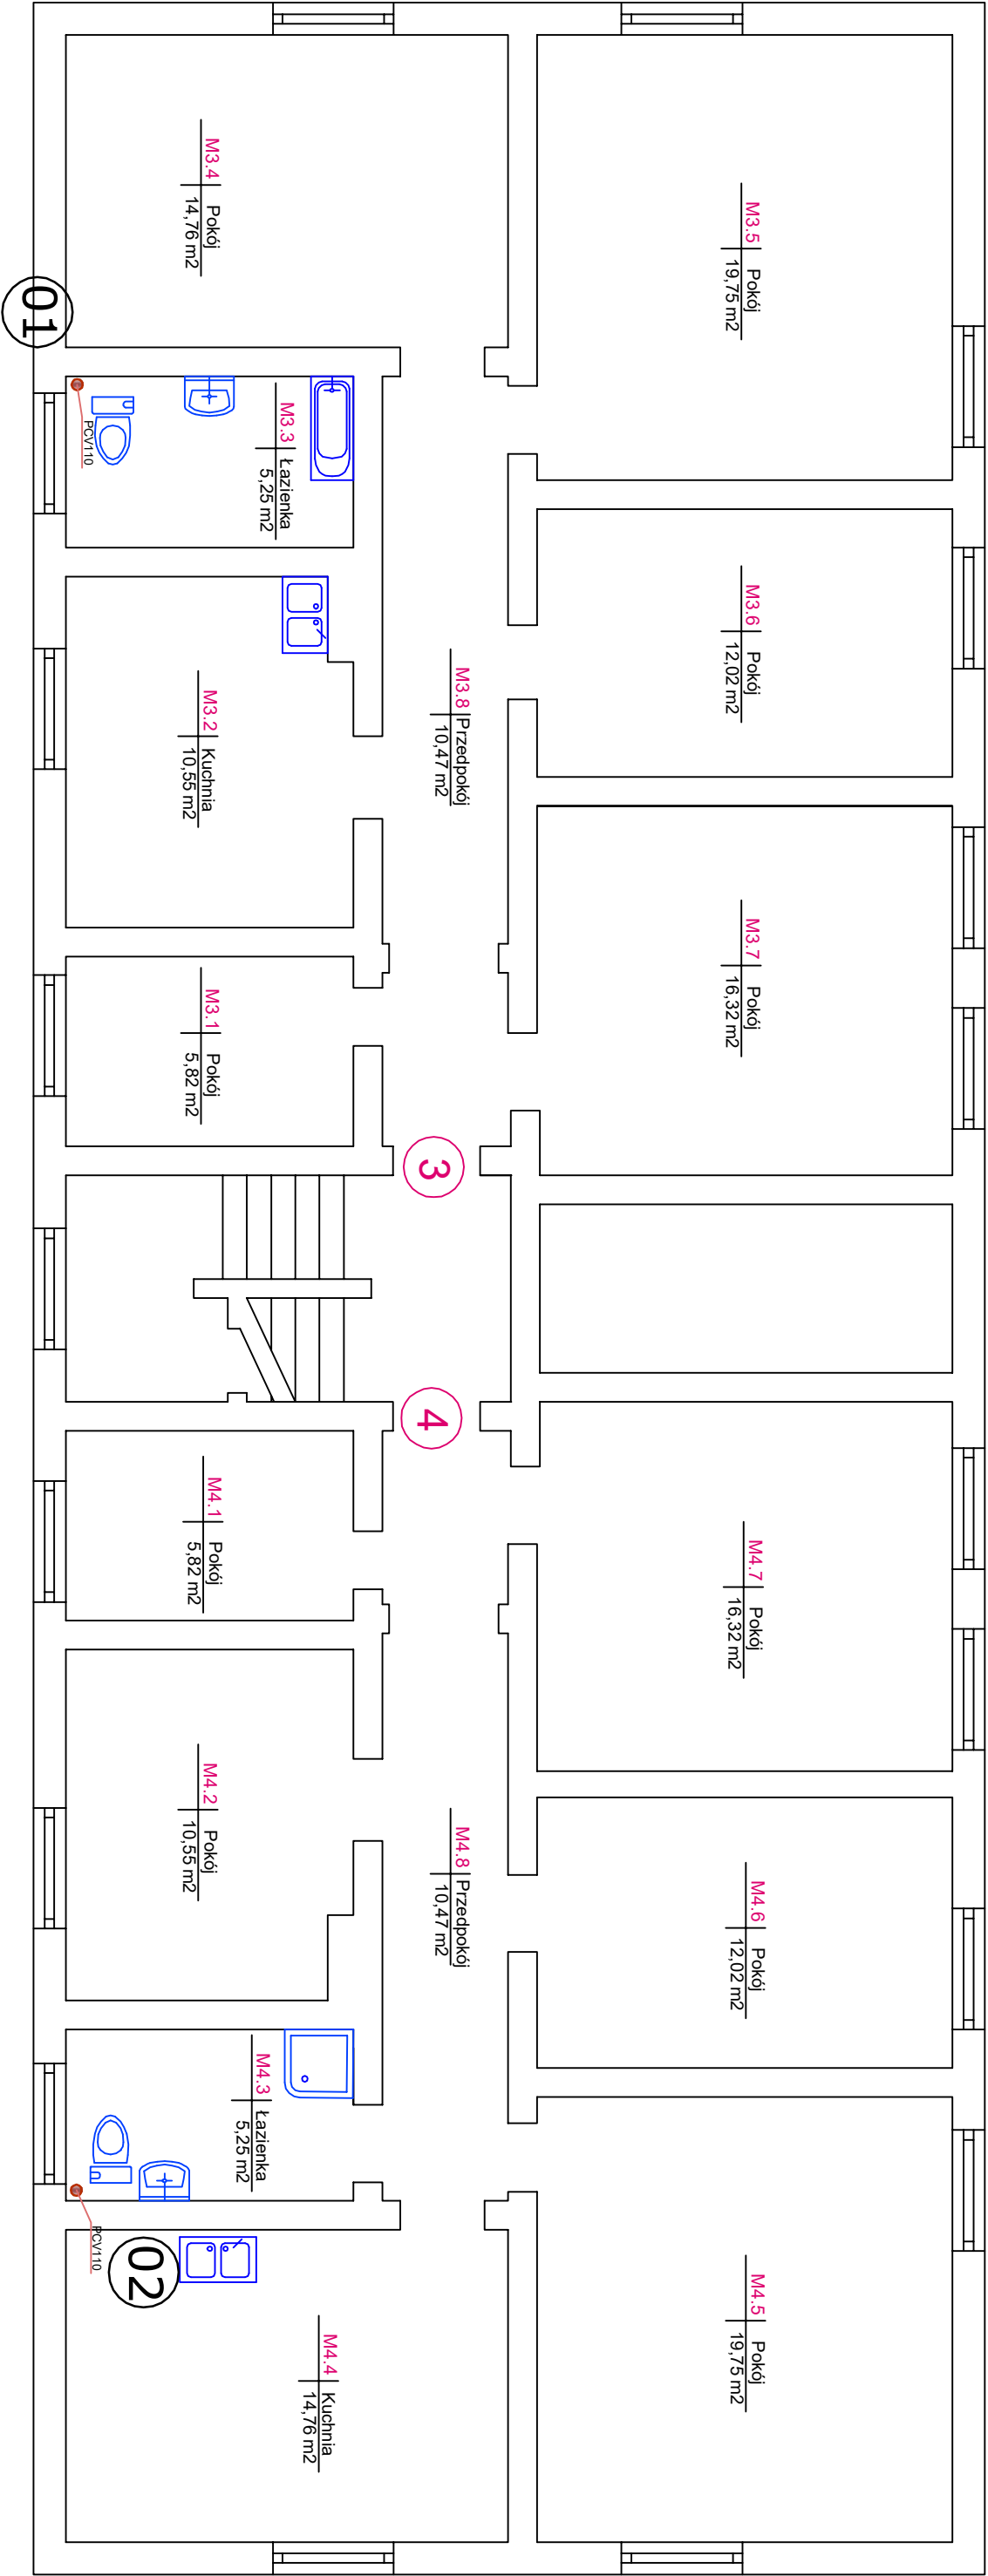 M3.5
Pokój
19,75 m2
M3.4
Pokój
14,76 m2
01
M3.3
Łazienka
5,25 m2
PCV110
M3.6
Pokój
12,02 m2
M3.8
Przedpokój
10,47 m2
M3.2
Kuchnia
10,55 m2
M3.7
Pokój
16,32 m2
M3.1
Pokój
5,82 m2
3
4
M4.7
Pokój
16,32 m2
M4.1
Pokój
5,82 m2
M4.6
Pokój
12,02 m2
M4.8
Przedpokój
10,47 m2
M4.2
Pokój
10,55 m2
M4.3
Łazienka
5,25 m2
PCV110
02
M4.5
Pokój
19,75 m2
M4.4
Kuchnia
14,76 m2